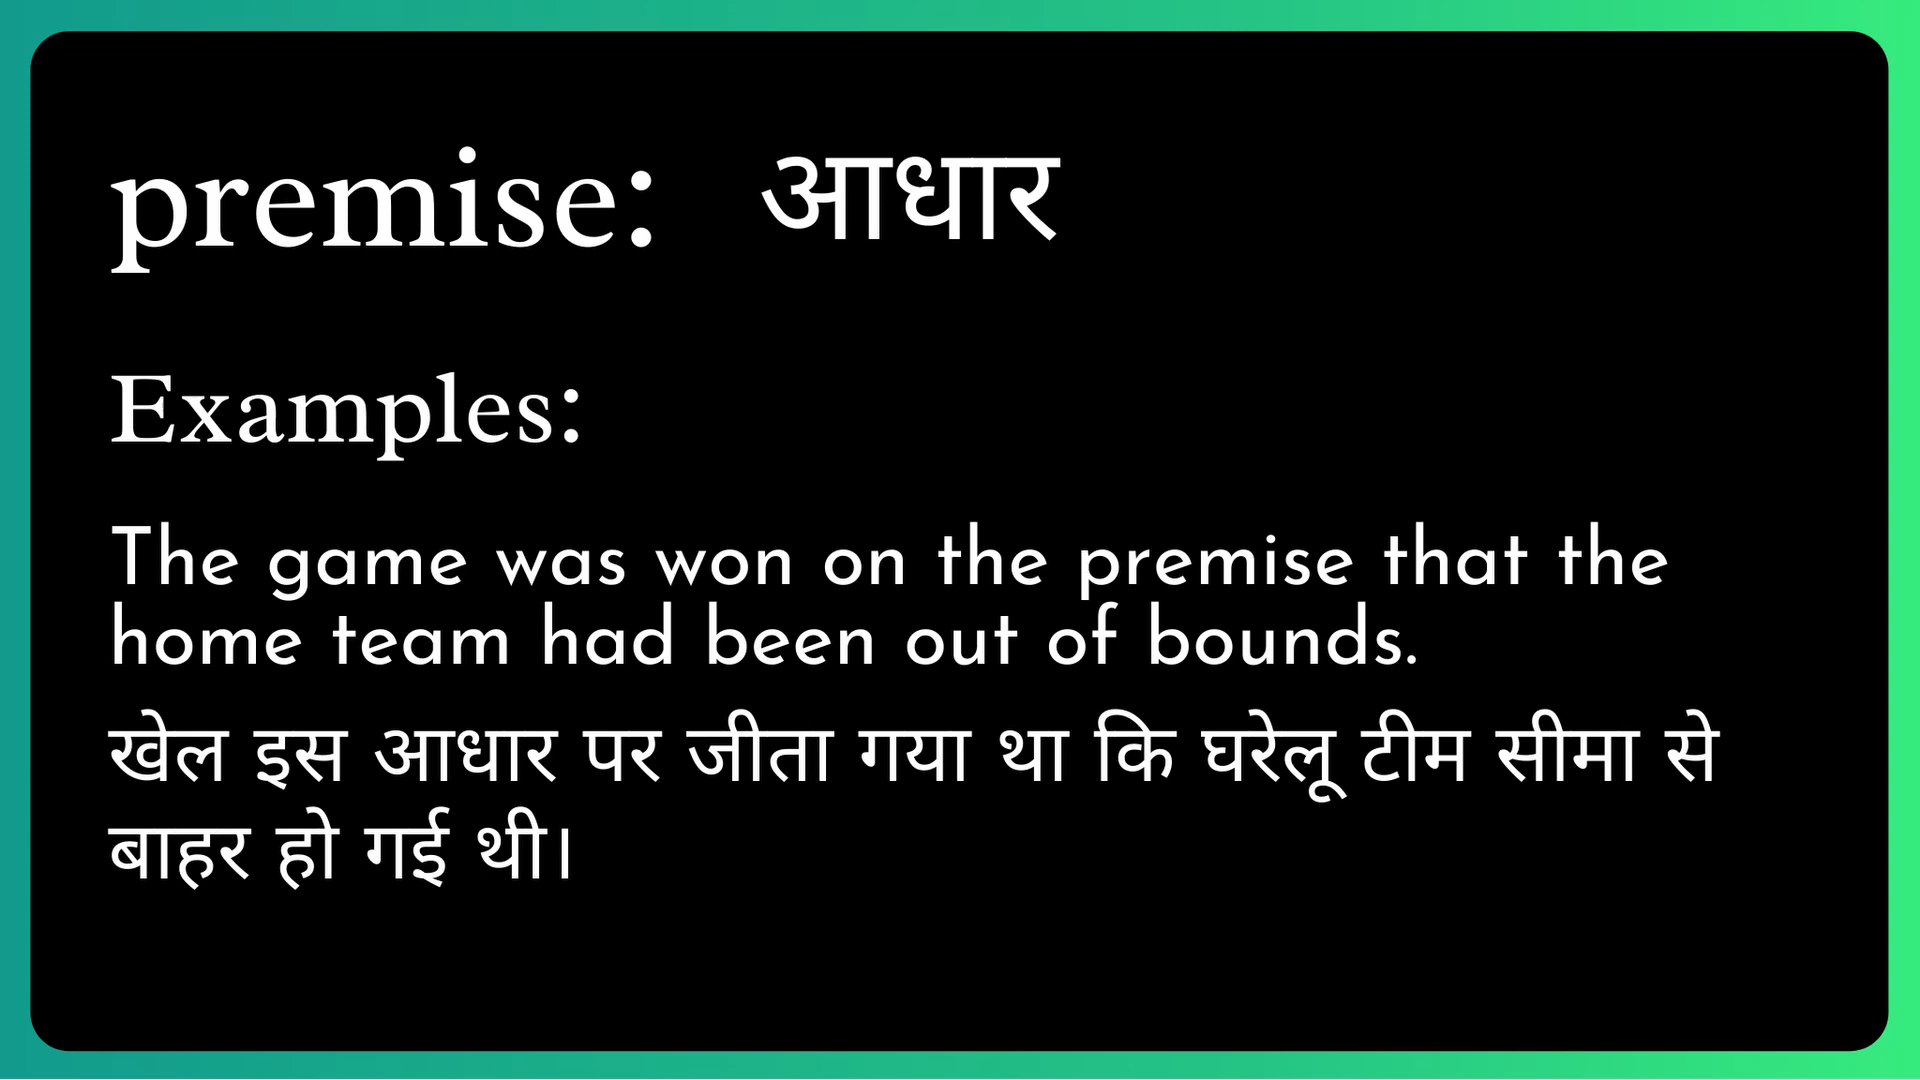 premise: आधार
Examples:
The game was won on the premise that the
home team had been out of bounds.
खेल इस आधार पर जीता गया था कि घरेलू टीम सीमा से
बाहर हो गई थी।